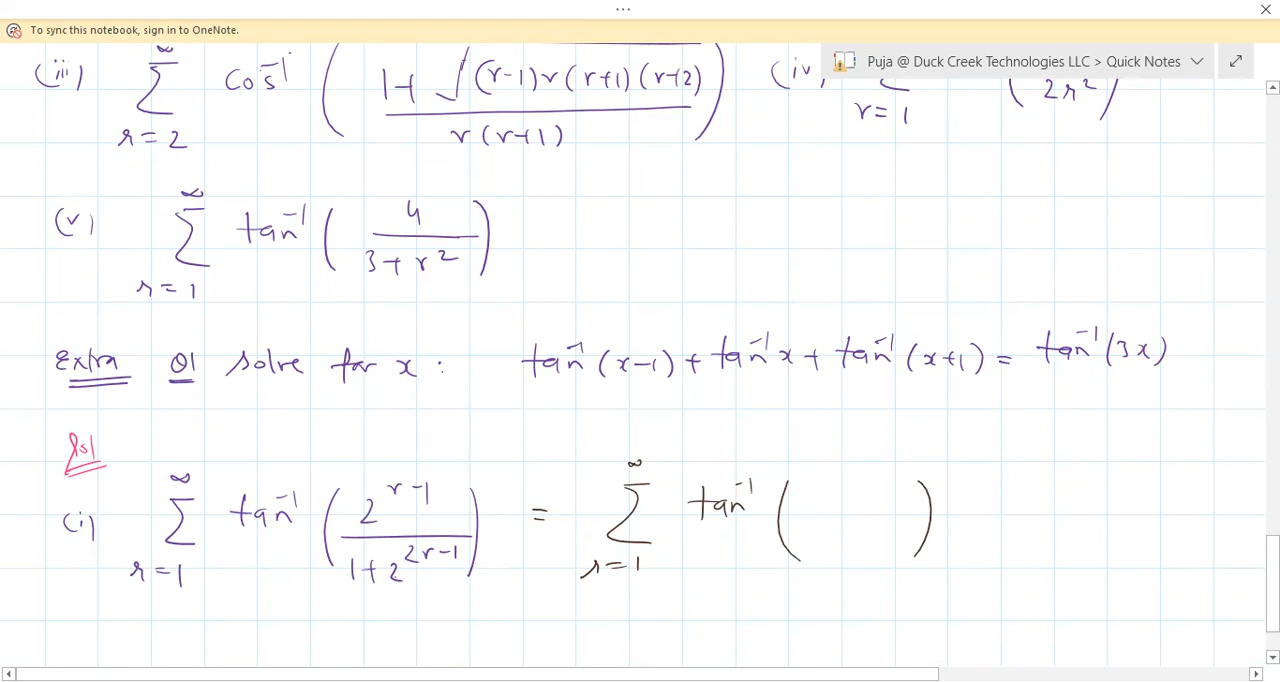 To sync this notebook, sign in to OneNote.
Puja @ Duck Creek Technologies LLC > Quick Notes
(iii) ∑_{r=2}^{∞} cos⁻¹ ( (1+√((r-1)r(r+1)(r+2))) / (r(r+1)) ) (iv) ∑_{r=1} ( / 2r² )
(v) ∑_{r=1}^{∞} tan⁻¹ ( 4 / (3+r²) )
Extra Q1 solve for x : tan⁻¹(x-1) + tan⁻¹x + tan⁻¹(x+1) = tan⁻¹(3x)
(i) ∑_{r=1}^{∞} tan⁻¹ ( 2^{r-1} / (1+2^{2r-1}) ) = ∑_{r=1}^{∞} tan⁻¹ ( )